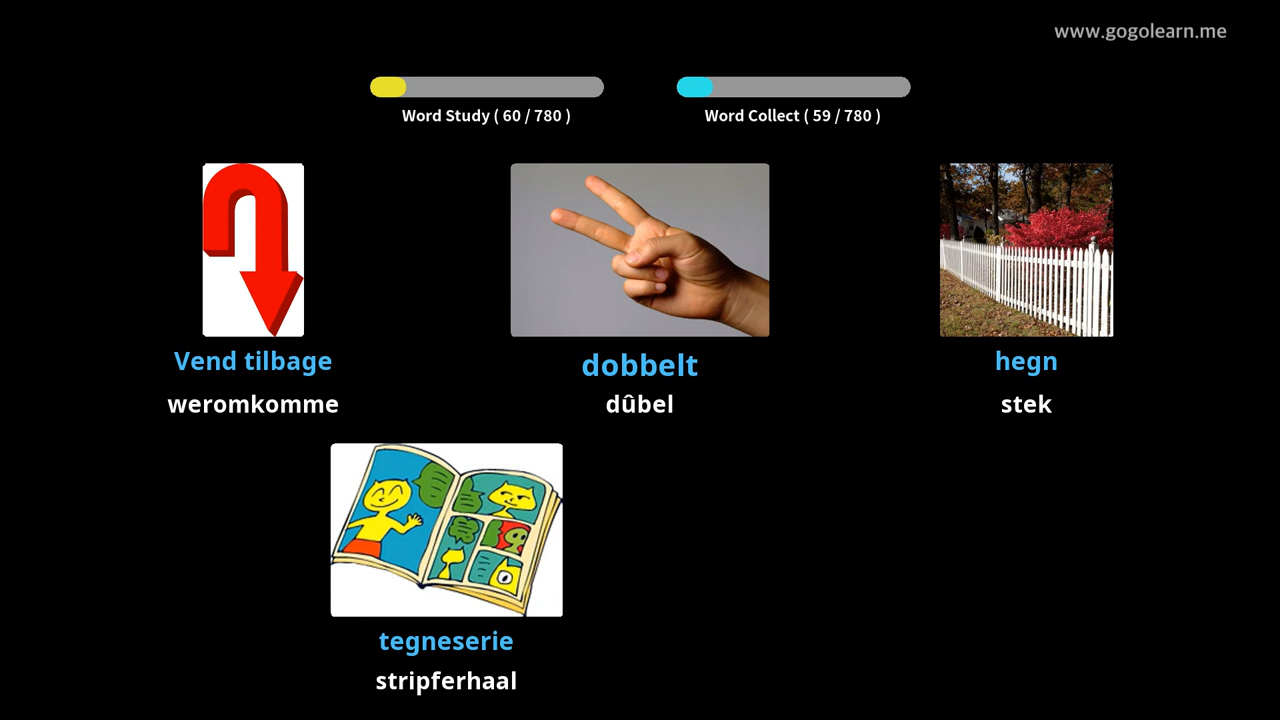 www.gogolearn.me
Word Study ( 60 / 780 )
Word Collect ( 59 / 780 )
Vend tilbage
dobbelt
hegn
weromkomme
dûbel
stek
tegneserie
stripferhaal